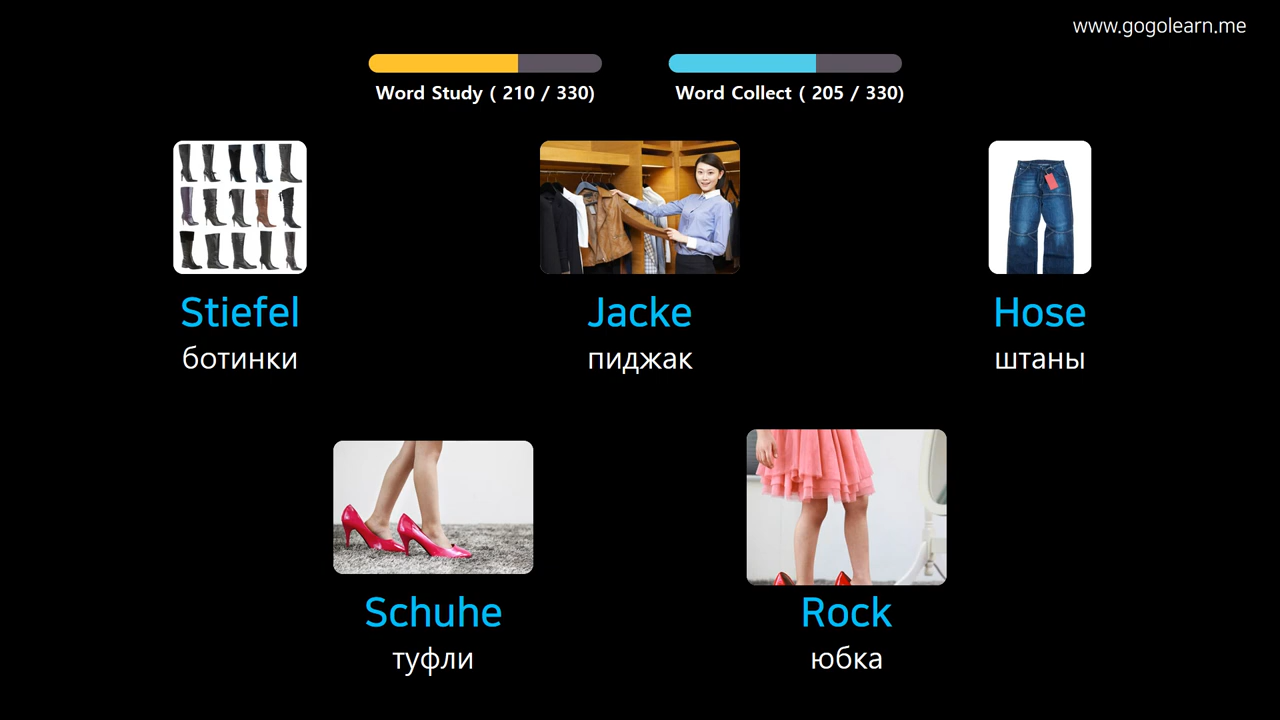 www.gogolearn.me
Word Study ( 210 / 330)
Word Collect ( 205 / 330)
Stiefel
ботинки
Jacke
пиджак
Hose
штаны
Schuhe
туфли
Rock
юбка